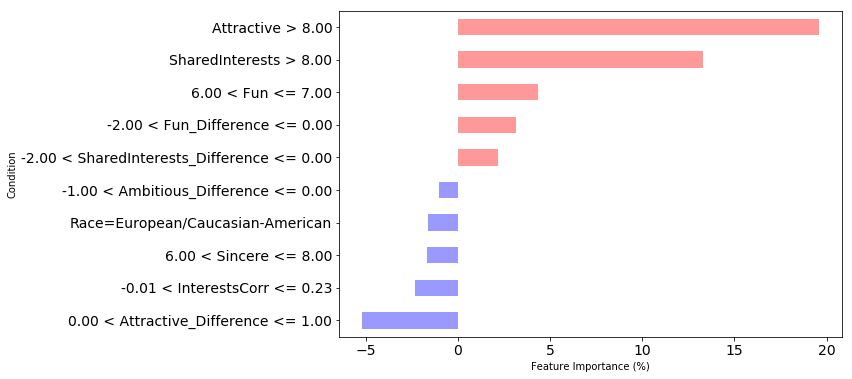 Attractive > 8.00
SharedInterests > 8.00
6.00 < Fun <= 7.00
-2.00 < Fun_Difference <= 0.00
-2.00 < SharedInterests_Difference <= 0.00
-1.00 < Ambitious_Difference <= 0.00
Race=European/Caucasian-American
6.00 < Sincere <= 8.00
-0.01 < InterestsCorr <= 0.23
0.00 < Attractive_Difference <= 1.00
Condition
−5 0 5 10 15 20
Feature Importance (%)